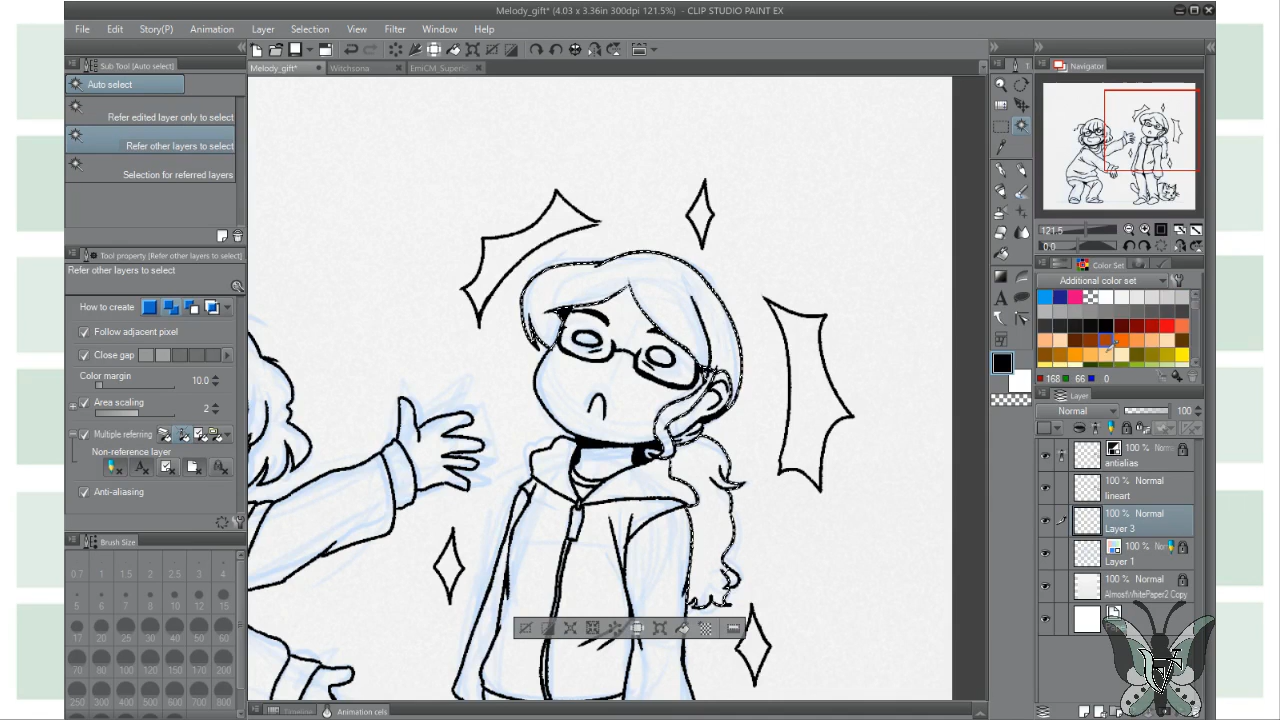 Melody_gift* (4.03 x 3.36in 300dpi 121.5%) - CLIP STUDIO PAINT EX
File Edit Story(P) Animation Layer Selection View Filter Window Help
Sub Tool [Auto select]
Auto select
Refer edited layer only to select
Refer other layers to select
Selection for referred layers
Tool property [Refer other layers to select]
Refer other layers to select
How to create
Follow adjacent pixel
Close gap
Color margin
10.0
Area scaling
2
Multiple referring
Non-reference layer
Anti-aliasing
Brush Size
0.7 1 1.5 2 2.5 3 4
5 6 7 8 10 12 15
17 20 25 30 40 50 60
70 80 100 120 150 170 200
250 300 400 500 600 700 800
Melody_gift*
Witchsona
Timeline
Animation cels
T
Navigator
121.5
0.0
Color Set
Additional color set
168 66 0
Layer
Normal 100
100 % Normal
antialias
100 % Normal
lineart
100 % Normal
Layer 3
100 %
Layer 1
100 % Normal
AlmostWhitePaper2 Copy